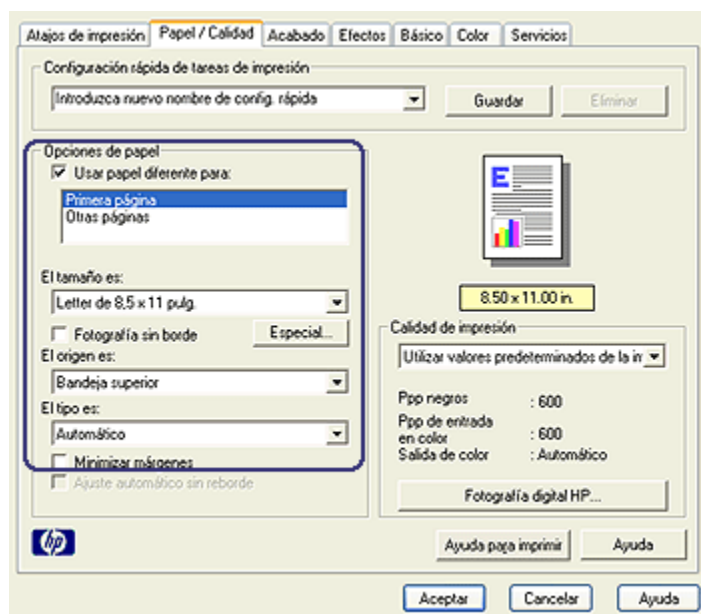 Atajos de impresión Papel / Calidad Acabado Efectos Básico Color Servicios
Configuración rápida de tareas de impresión
Introduzca nuevo nombre de config. rápida
Guardar
Eliminar
Opciones de papel
Usar papel diferente para:
Primera página
Otras páginas
El tamaño es:
Letter de 8,5 x 11 pulg.
Fotografía sin borde
Especial...
El origen es:
Bandeja superior
El tipo es:
Automático
Minimizar márgenes
Ajuste automático sin reborde
E
8.50 x 11.00 in.
Calidad de impresión
Utilizar valores predeterminados de la
Ppp negros : 600
Ppp de entrada
en color : 600
Salida de color : Automático
Fotografía digital HP...
hp
Ayuda para imprimir
Ayuda
Aceptar
Cancelar
Ayuda